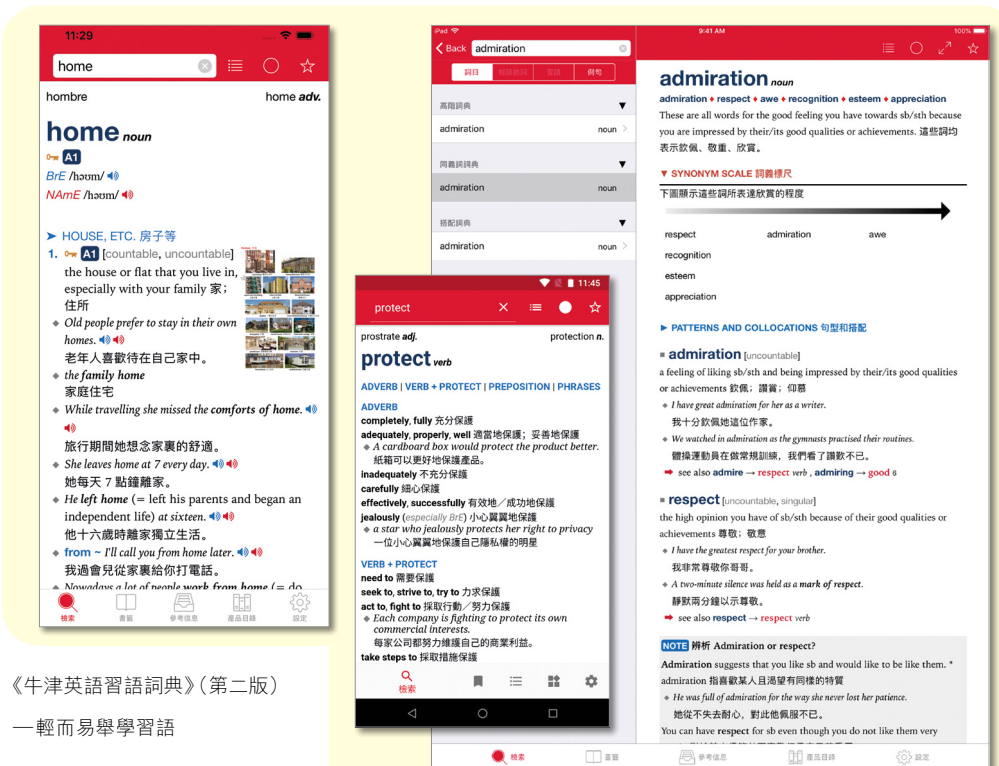 11:29
home
hombre
home adv.
home noun
A1
BrE /həʊm/
NAmE /hoʊm/
► HOUSE, ETC. 房子等
1. A1 [countable, uncountable]
the house or flat that you live in,
especially with your family 家；
住所
◆ Old people prefer to stay in their own
homes.
老年人喜歡待在自己家中。
◆ the family home
家庭住宅
◆ While travelling she missed the comforts of home.
旅行期間她想念家裏的舒適。
◆ She leaves home at 7 every day.
她每天 7 點鐘離家。
◆ He left home (= left his parents and began an
independent life) at sixteen.
他十六歲時離家獨立生活。
◆ from ~ I'll call you from home later.
我過會兒從家裏給你打電話。
◆ Nowadays a lot of people work from home (= do
檢索
書籤
參考信息
產品目錄
設定
《牛津英語習語詞典》（第二版）
—輕而易舉學習語
11:45
protect
prostrate adj.
protection n.
protect verb
ADVERB | VERB + PROTECT | PREPOSITION | PHRASES
ADVERB
completely, fully 充分保護
adequately, properly, well 適當地保護；妥善地保護
◆ A cardboard box would protect the product better.
紙箱可以更好地保護產品。
inadequately 不充分保護
carefully 細心保護
effectively, successfully 有效地／成功地保護
jealously (especially BrE) 小心翼翼地保護
◆ a star who jealously protects her right to privacy
一位小心翼翼地保護自己隱私權的明星
VERB + PROTECT
need to 需要保護
seek to, strive to, try to 力求保護
act to, fight to 採取行動／努力保護
◆ Each company is fighting to protect its own
commercial interests.
每家公司都努力維護自己的商業利益。
take steps to 採取措施保護
檢索
iPad
9:41 AM
100%
Back
admiration
詞目
例句
高階詞典
▼
admiration
noun
同義詞詞典
▼
admiration
noun
搭配詞典
▼
admiration
noun
admiration noun
admiration ♦ respect ♦ awe ♦ recognition ♦ esteem ♦ appreciation
These are all words for the good feeling you have towards sb/sth because
you are impressed by their/its good qualities or achievements. 這些詞均
表示欽佩、敬重、欣賞。
▼ SYNONYM SCALE 詞義標尺
下圖顯示這些詞所表達欣賞的程度
respect
admiration
awe
recognition
esteem
appreciation
► PATTERNS AND COLLOCATIONS 句型和搭配
■ admiration [uncountable]
a feeling of liking sb/sth and being impressed by their/its good qualities
or achievements 欽佩；讚賞；仰慕
◆ I have great admiration for her as a writer.
我十分欽佩她這位作家。
◆ We watched in admiration as the gymnasts practised their routines.
體操運動員在做常規訓練，我們看了讚歎不已。
➡ see also admire → respect verb , admiring → good 6
■ respect [uncountable, singular]
the high opinion you have of sb/sth because of their good qualities or
achievements 尊敬；敬意
◆ I have the greatest respect for your brother.
我非常尊敬你哥哥。
◆ A two-minute silence was held as a mark of respect.
靜默兩分鐘以示尊敬。
➡ see also respect → respect verb
NOTE 辨析 Admiration or respect?
Admiration suggests that you like sb and would like to be like them. *
admiration 指喜歡某人且渴望有同樣的特質
◆ He was full of admiration for the way she never lost her patience.
她從不失去耐心，對此他佩服不已。
You can have respect for sb even though you do not like them very
檢索
書籤
參考信息
產品目錄
設定